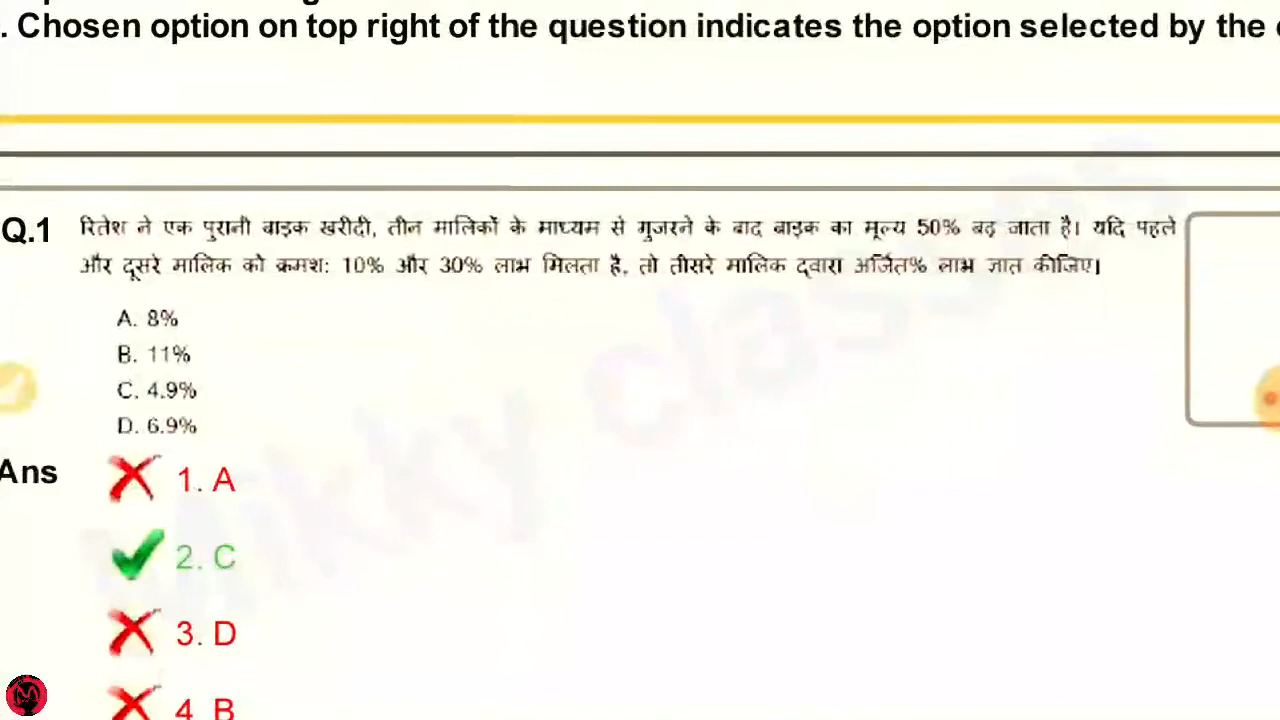 . Chosen option on top right of the question indicates the option selected by the
Q.1 रितेश ने एक पुरानी बाइक खरीदी, तीन मालिकों के माध्यम से गुजरने के बाद बाइक का मूल्य 50% बढ़ जाता है। यदि पहले
और दूसरे मालिक को क्रमश: 10% और 30% लाभ मिलता है, तो तीसरे मालिक द्वारा अर्जित% लाभ ज्ञात कीजिए।
A. 8%
B. 11%
C. 4.9%
D. 6.9%
Ans 1. A
2. C
3. D
4. B
Mikky classes